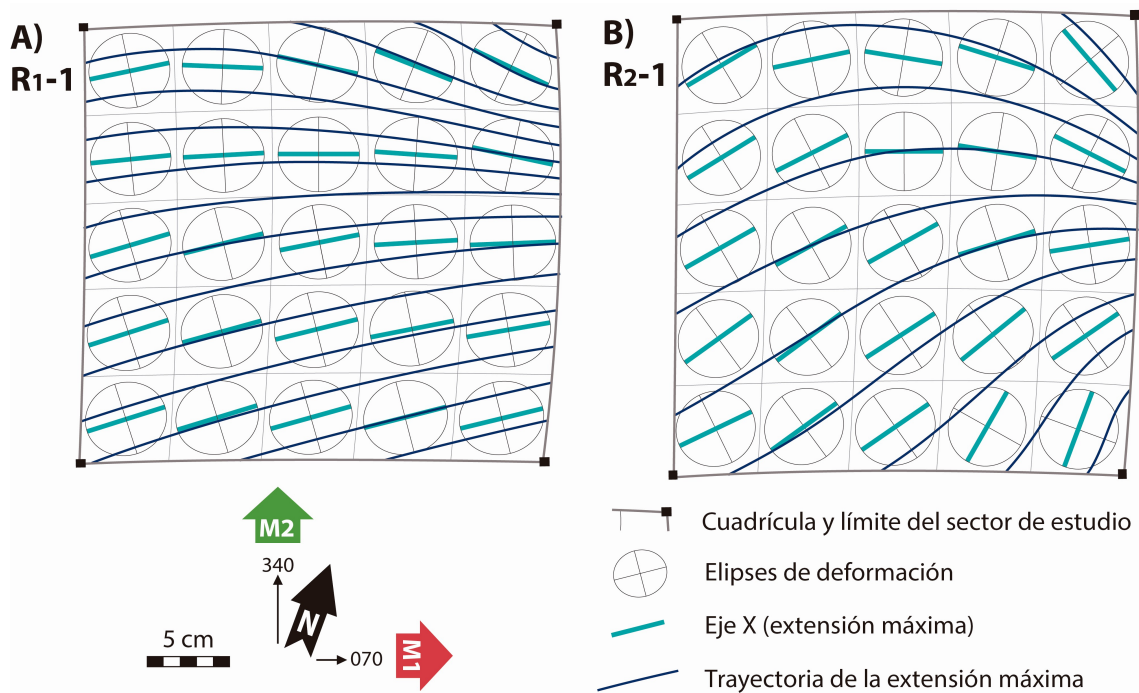 A)
R1-1
B)
R2-1
M2
340
N
070
M1
5 cm
Cuadrícula y límite del sector de estudio
Elipses de deformación
Eje X (extensión máxima)
Trayectoria de la extensión máxima